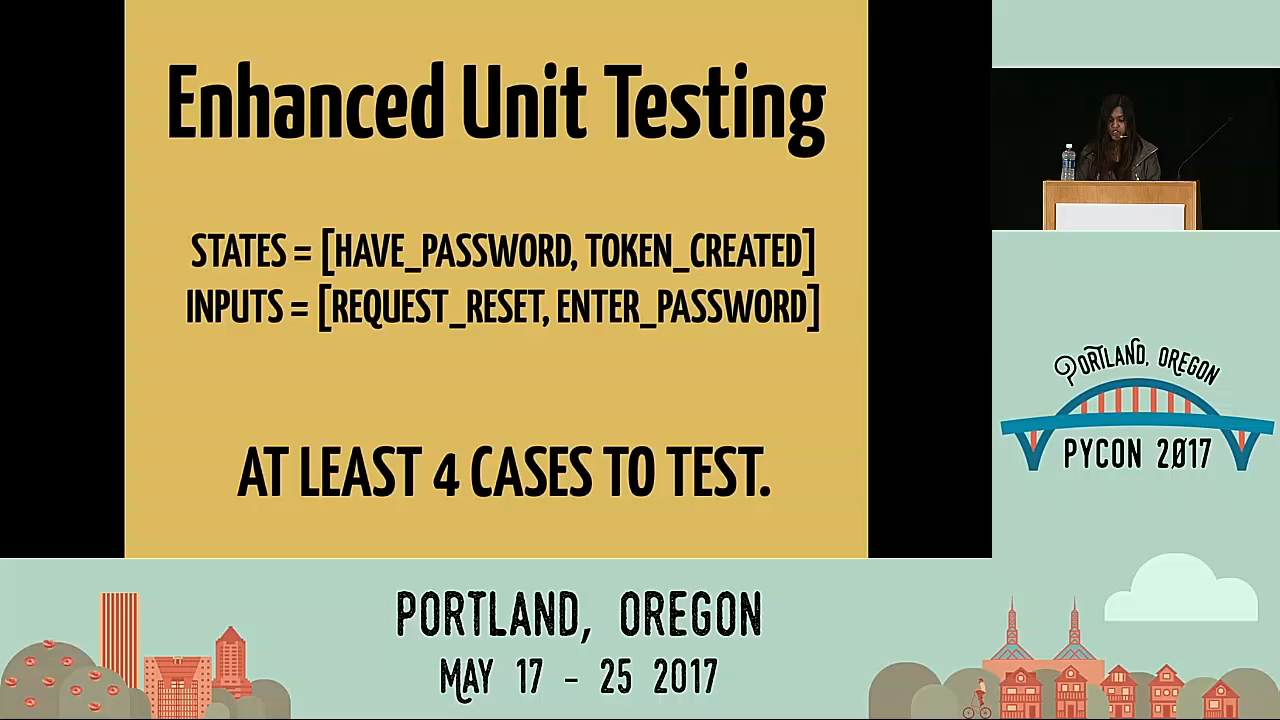 Enhanced Unit Testing
STATES = [HAVE_PASSWORD, TOKEN_CREATED]
INPUTS = [REQUEST_RESET, ENTER_PASSWORD]
AT LEAST 4 CASES TO TEST.
PORTLAND, OREGON
PYCON 2017
PORTLAND, OREGON
MAY 17 - 25 2017